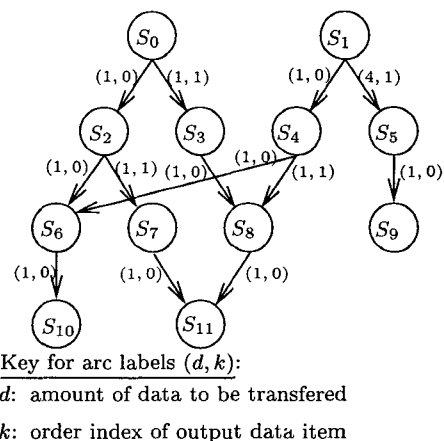 S0 S1
(1,0) (1,1) (1,0) (4,1)
S2 S3 S4 S5
(1,0) (1,1) (1,0) (1,0) (1,1) (1,0)
S6 S7 S8 S9
(1,0) (1,0) (1,0)
S10 S11
Key for arc labels (d, k):
d: amount of data to be transfered
k: order index of output data item